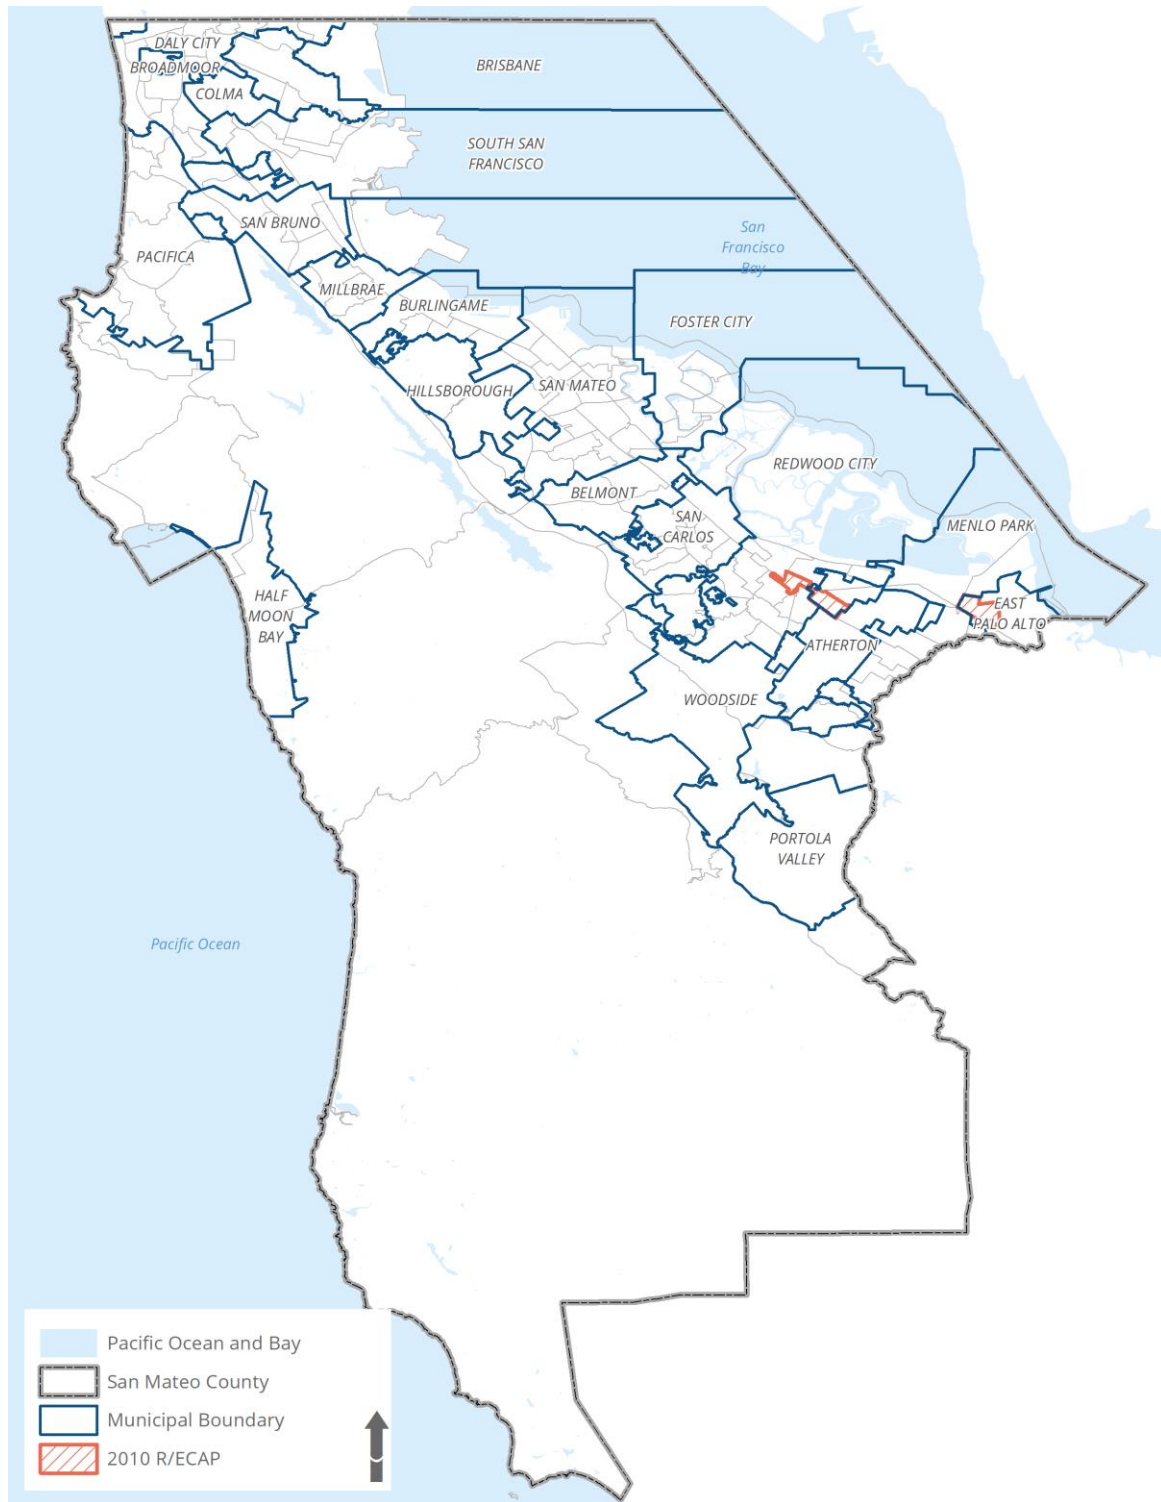 DALY CITY
BRISBANE
BROADMOOR
COLMA
SOUTH SAN
FRANCISCO
SAN BRUNO
San
Francisco
Bay
PACIFICA
MILLBRAE
BURLINGAME
FOSTER CITY
HILLSBOROUGH
SAN MATEO
REDWOOD CITY
BELMONT
SAN
CARLOS
MENLO PARK
HALF
MOON
BAY
EAST
PALO ALTO
ATHERTON
WOODSIDE
PORTOLA
VALLEY
Pacific Ocean
Pacific Ocean and Bay
San Mateo County
Municipal Boundary
2010 R/ECAP